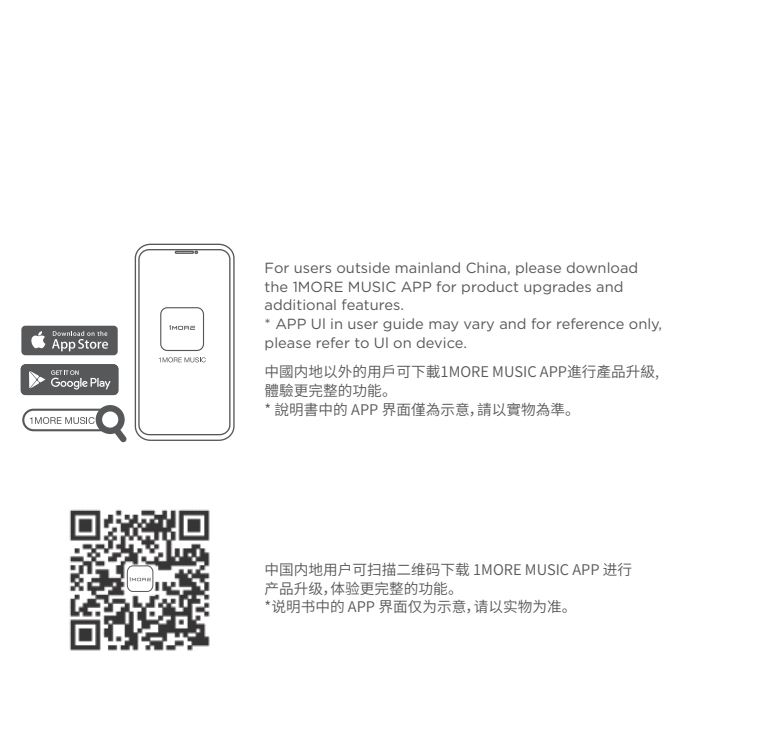 Download on the
App Store
GET IT ON
Google Play
1MORE MUSIC
1MORE
1MORE MUSIC
For users outside mainland China, please download
the 1MORE MUSIC APP for product upgrades and
additional features.
* APP UI in user guide may vary and for reference only,
please refer to UI on device.
中國內地以外的用戶可下載1MORE MUSIC APP進行產品升級,
體驗更完整的功能。
* 說明書中的 APP 界面僅為示意,請以實物為準。
1MORE
中国内地用户可扫描二维码下载 1MORE MUSIC APP 进行
产品升级,体验更完整的功能。
*说明书中的 APP 界面仅为示意,请以实物为准。